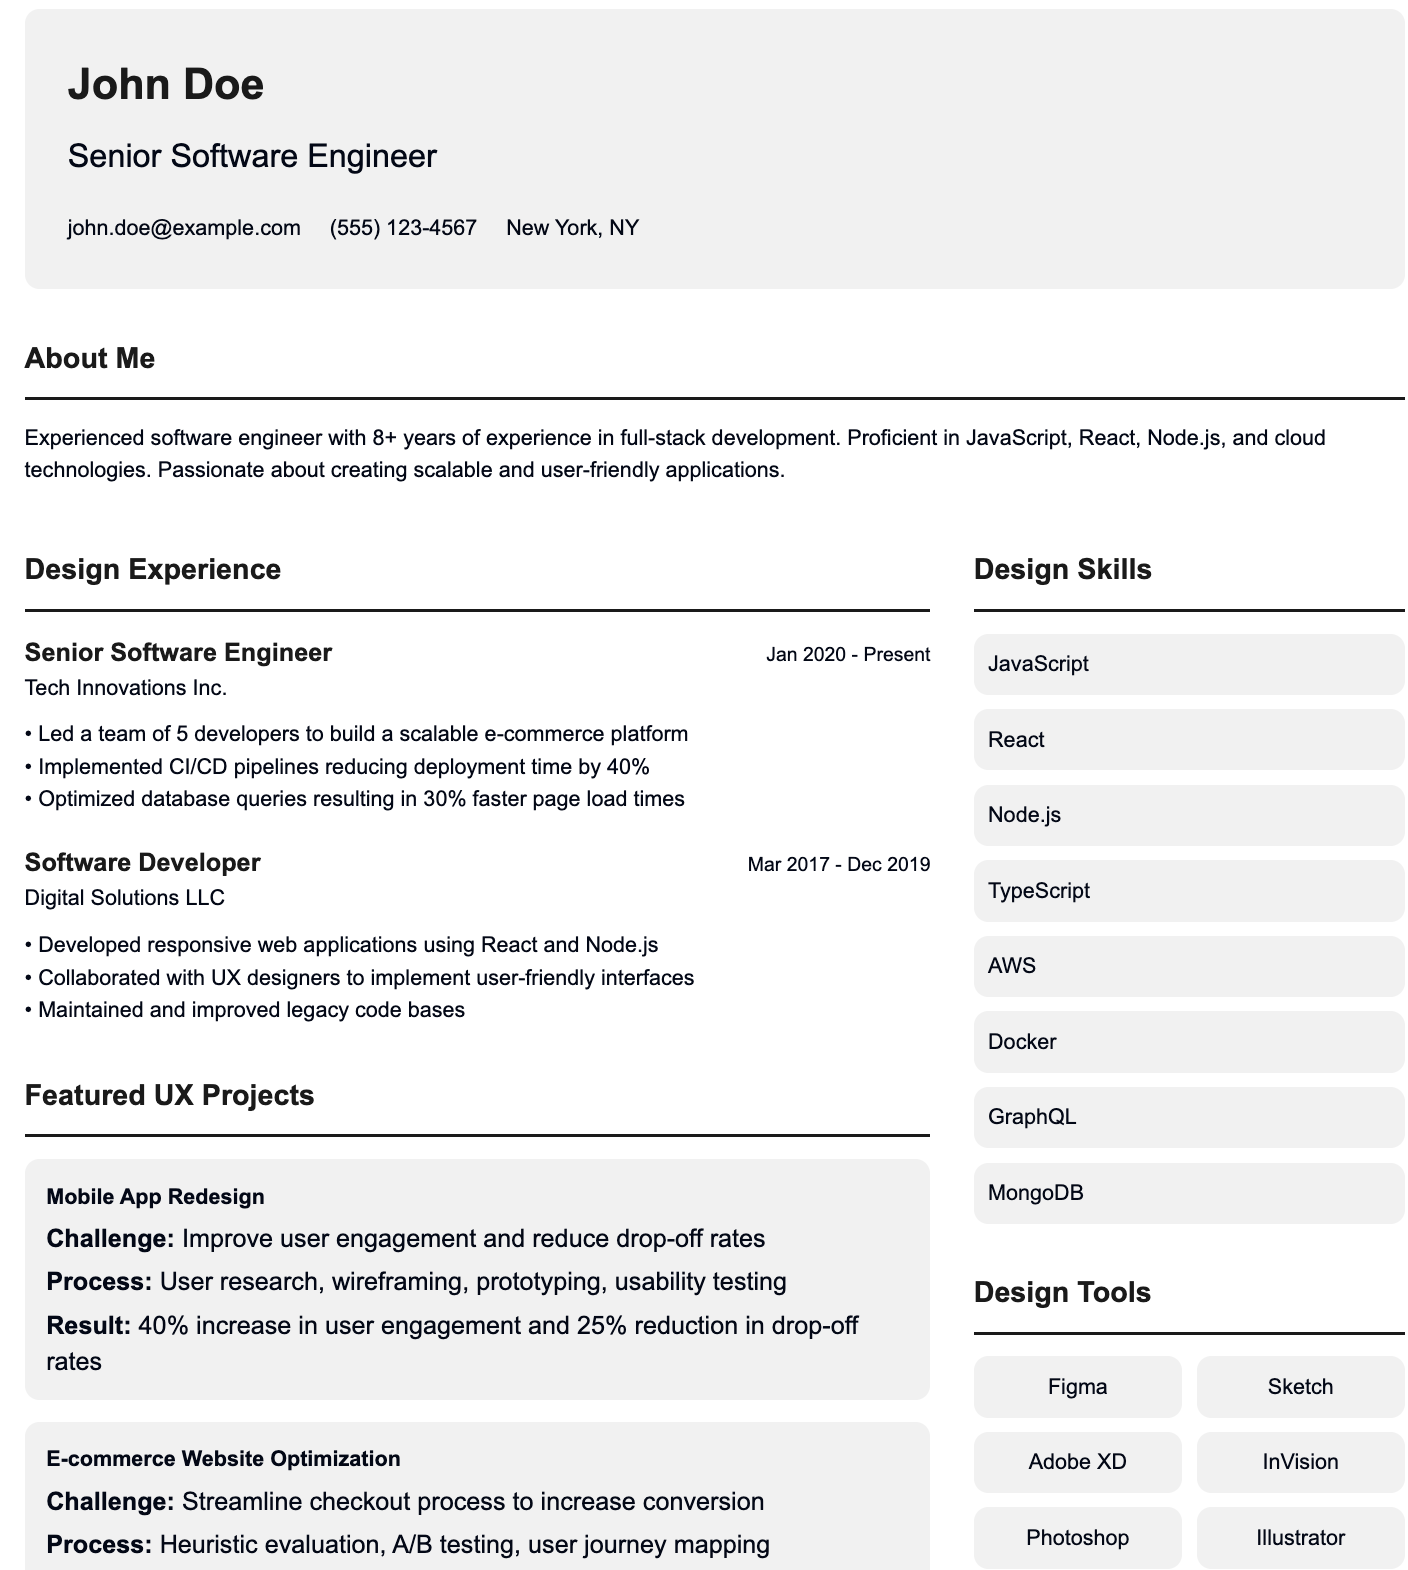 John Doe
Senior Software Engineer
john.doe@example.com (555) 123-4567 New York, NY
About Me
Experienced software engineer with 8+ years of experience in full-stack development. Proficient in JavaScript, React, Node.js, and cloud
technologies. Passionate about creating scalable and user-friendly applications.
Design Experience
Senior Software Engineer
Jan 2020 - Present
Tech Innovations Inc.
• Led a team of 5 developers to build a scalable e-commerce platform
• Implemented CI/CD pipelines reducing deployment time by 40%
• Optimized database queries resulting in 30% faster page load times
Software Developer
Mar 2017 - Dec 2019
Digital Solutions LLC
• Developed responsive web applications using React and Node.js
• Collaborated with UX designers to implement user-friendly interfaces
• Maintained and improved legacy code bases
Featured UX Projects
Mobile App Redesign
Challenge: Improve user engagement and reduce drop-off rates
Process: User research, wireframing, prototyping, usability testing
Result: 40% increase in user engagement and 25% reduction in drop-off
rates
E-commerce Website Optimization
Challenge: Streamline checkout process to increase conversion
Process: Heuristic evaluation, A/B testing, user journey mapping
Design Skills
JavaScript
React
Node.js
TypeScript
AWS
Docker
GraphQL
MongoDB
Design Tools
Figma
Sketch
Adobe XD
InVision
Photoshop
Illustrator